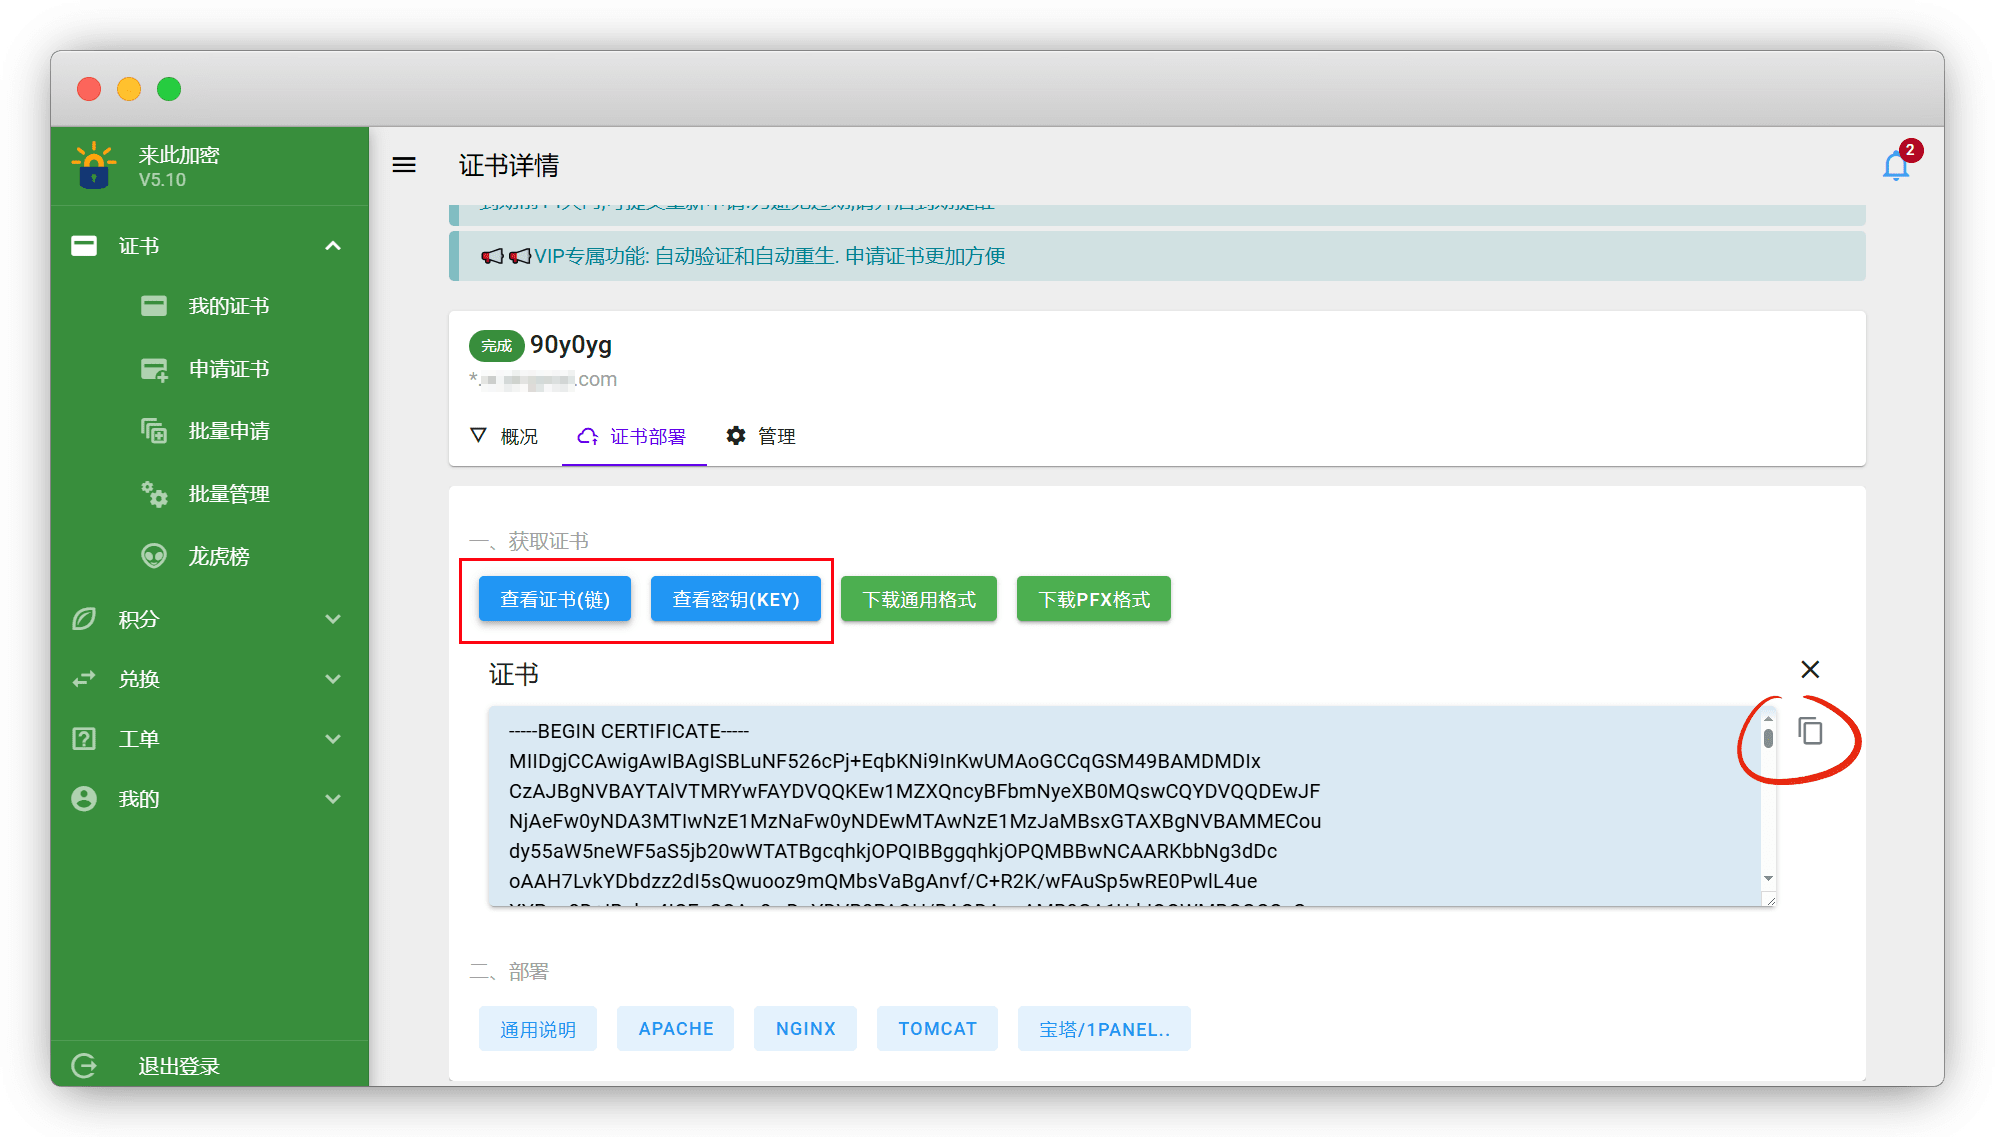 来此加密
V5.10
证书
我的证书
申请证书
批量申请
批量管理
龙虎榜
积分
兑换
工单
我的
退出登录
证书详情
2
VIP专属功能: 自动验证和自动重生. 申请证书更加方便
完成 90y0yg
*. .com
概况 证书部署 管理
一、获取证书
查看证书(链) 查看密钥(KEY) 下载通用格式 下载PFX格式
证书
-----BEGIN CERTIFICATE-----
MIIDgjCCAwigAwIBAgISBLuNF526cPj+EqbKNi9InKwUMAoGCCqGSM49BAMDMDIx
CzAJBgNVBAYTAlVTMRYwFAYDVQQKEw1MZXQncyBFbmNyeXB0MQswCQYDVQQDEwJF
NjAeFw0yNDA3MTIwNzE1MzNaFw0yNDEwMTAwNzE1MzJaMBsxGTAXBgNVBAMMECou
dy55aW5neWF5aS5jb20wWTATBgcqhkjOPQIBBggqhkjOPQMBBwNCAARKbbNg3dDc
oAAH7LvkYDbdzz2dI5sQwuooz9mQMbsVaBgAnvf/C+R2K/wFAuSp5wRE0PwlL4ue
二、部署
通用说明 APACHE NGINX TOMCAT 宝塔/1PANEL..